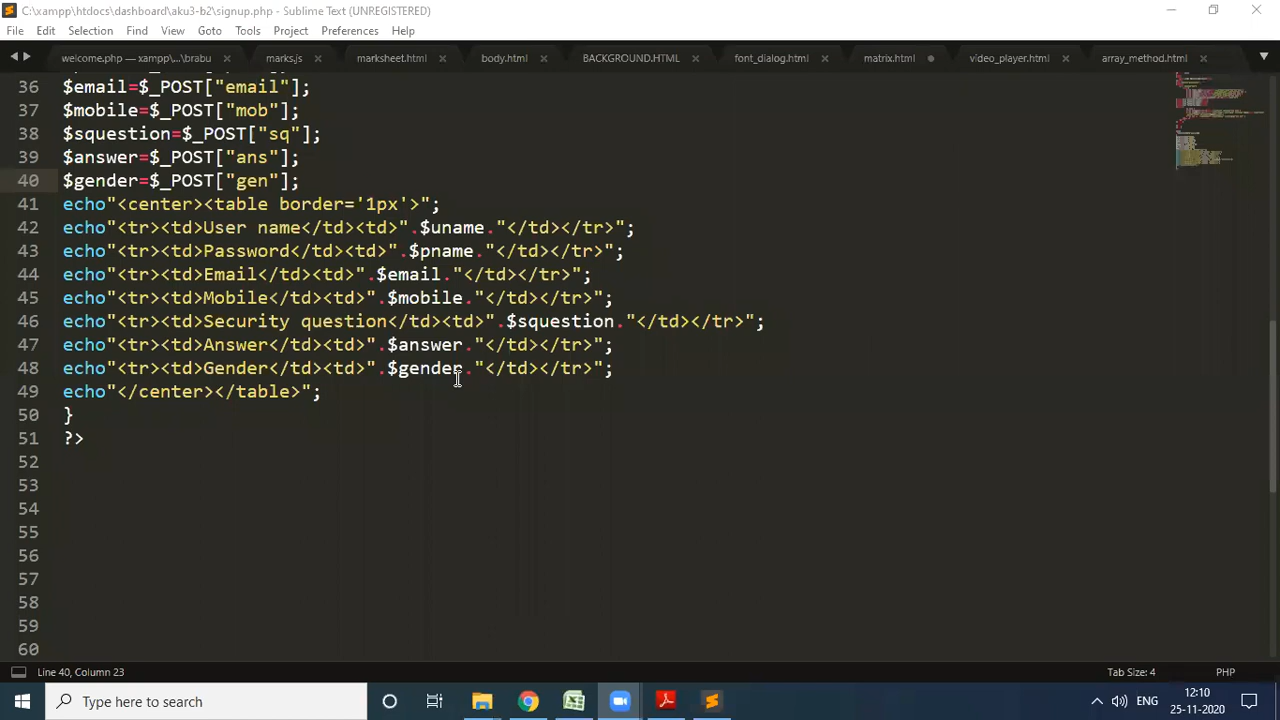 C:\xampp\htdocs\dashboard\aku3-b2\signup.php - Sublime Text (UNREGISTERED)
File Edit Selection Find View Goto Tools Project Preferences Help
welcome.php — xampp\...\brabu marks.js marksheet.html body.html BACKGROUND.HTML font_dialog.html matrix.html video_player.html array_method.html
36 $email=$_POST["email"];
37 $mobile=$_POST["mob"];
38 $squestion=$_POST["sq"];
39 $answer=$_POST["ans"];
40 $gender=$_POST["gen"];
41 echo"<center><table border='1px'>";
42 echo"<tr><td>User name</td><td>".$uname."</td></tr>";
43 echo"<tr><td>Password</td><td>".$pname."</td></tr>";
44 echo"<tr><td>Email</td><td>".$email."</td></tr>";
45 echo"<tr><td>Mobile</td><td>".$mobile."</td></tr>";
46 echo"<tr><td>Security question</td><td>".$squestion."</td></tr>";
47 echo"<tr><td>Answer</td><td>".$answer."</td></tr>";
48 echo"<tr><td>Gender</td><td>".$gender."</td></tr>";
49 echo"</center></table>";
50 }
51 ?>
52
53
54
55
56
57
58
59
60
Line 40, Column 23 Tab Size: 4 PHP
Type here to search ENG 12:10
25-11-2020